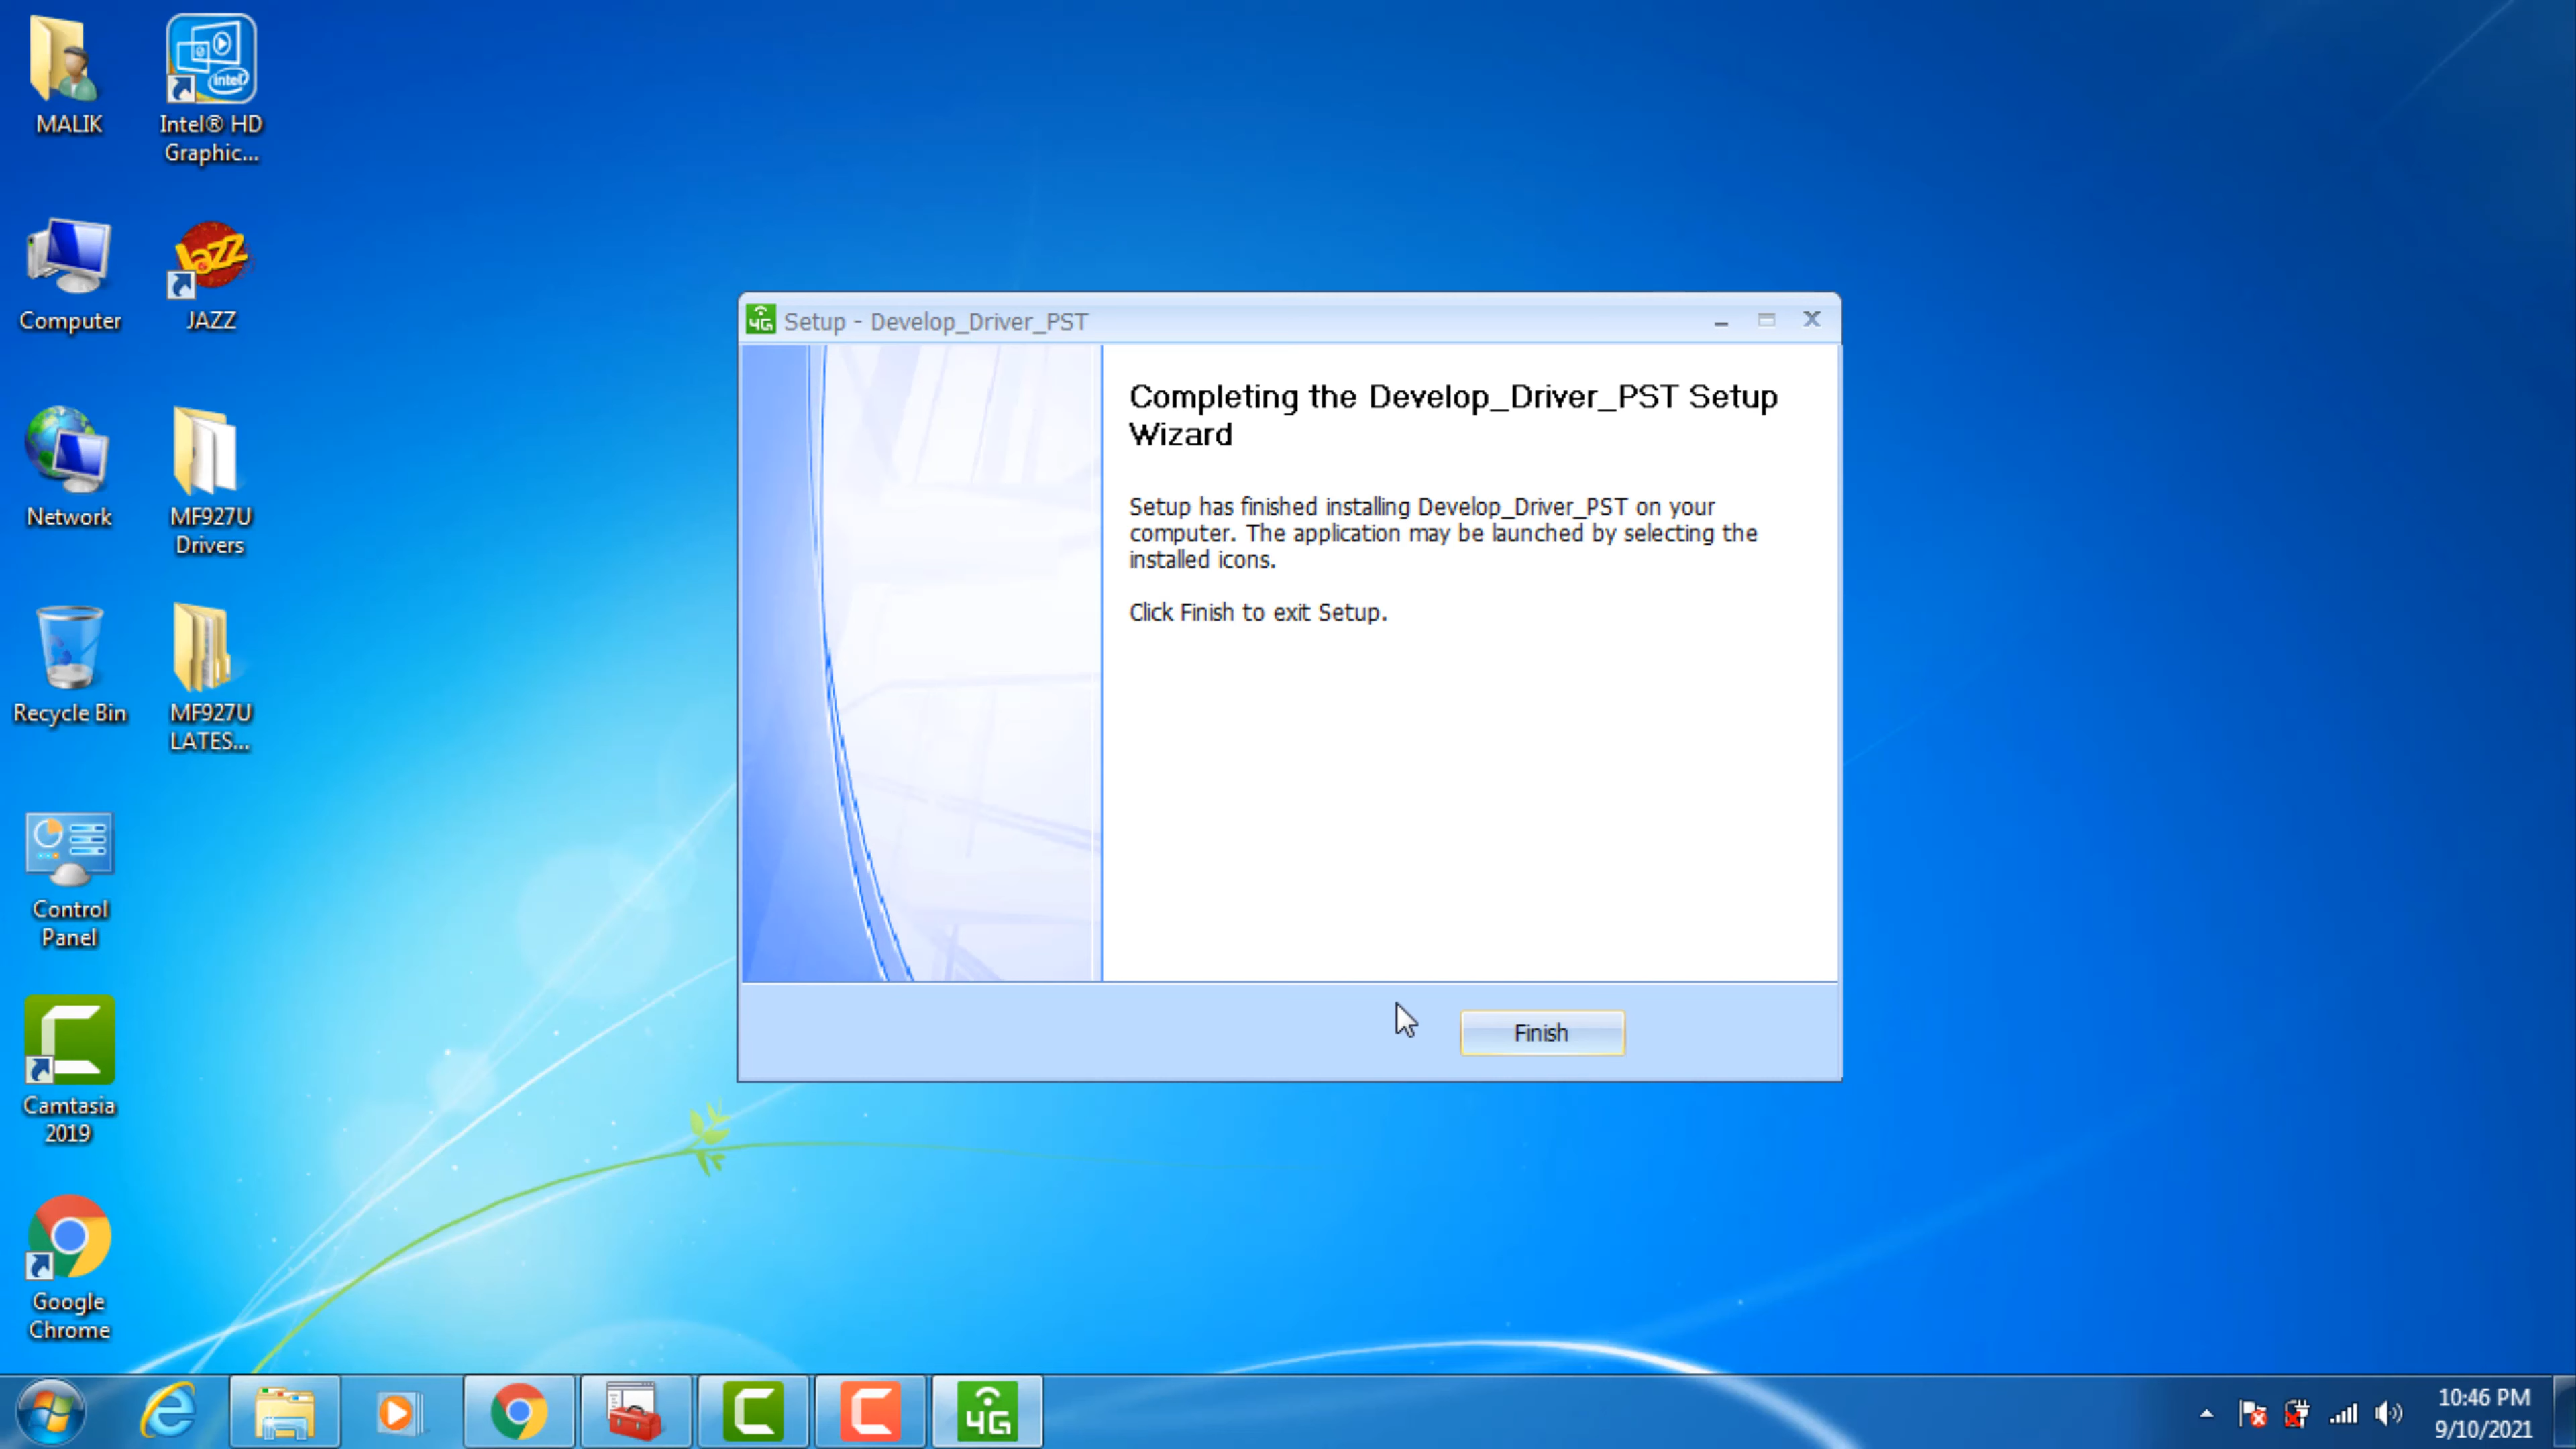 MALIK
Intel® HD
Graphic...
intel
Computer
Jazz
JAZZ
Network
MF927U
Drivers
Recycle Bin
MF927U
LATES...
Control
Panel
Camtasia
2019
Google
Chrome
4G
Setup - Develop_Driver_PST
Completing the Develop_Driver_PST Setup
Wizard
Setup has finished installing Develop_Driver_PST on your
computer. The application may be launched by selecting the
installed icons.
Click Finish to exit Setup.
Finish
4G
10:46 PM
9/10/2021